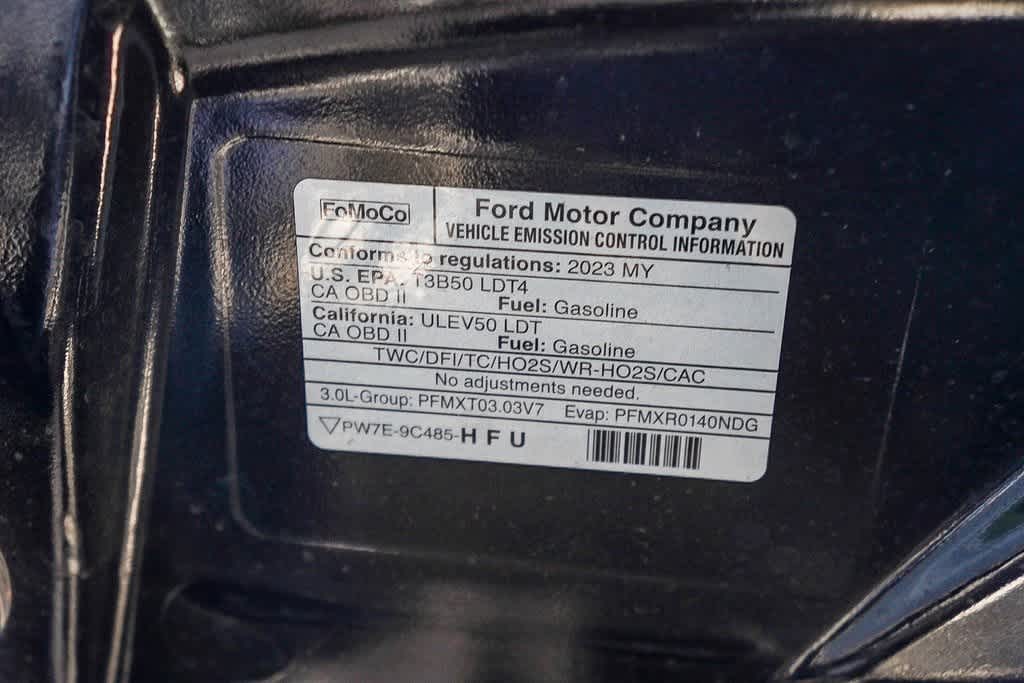 FoMoCo
Ford Motor Company
VEHICLE EMISSION CONTROL INFORMATION
Conforms to regulations: 2023 MY
U.S. EPA: T3B50 LDT4
CA OBD II Fuel: Gasoline
California: ULEV50 LDT
CA OBD II Fuel: Gasoline
TWC/DFI/TC/HO2S/WR-HO2S/CAC
No adjustments needed.
3.0L-Group: PFMXT03.03V7 Evap: PFMXR0140NDG
PW7E-9C485-H F U